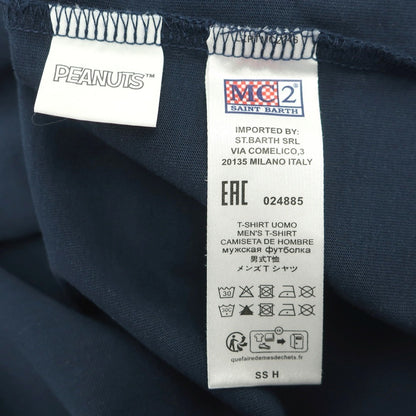 PEANUTS™
MC2
SAINT BARTH
IMPORTED BY:
ST.BARTH SRL
VIA COMELICO,3
20135 MILANO ITALY
EAC 024885
T-SHIRT UOMO
MEN'S T-SHIRT
CAMISETA DE HOMBRE
мужская футболка
男式T恤
メンズTシャツ
quefairedemesdechets.fr
SS H